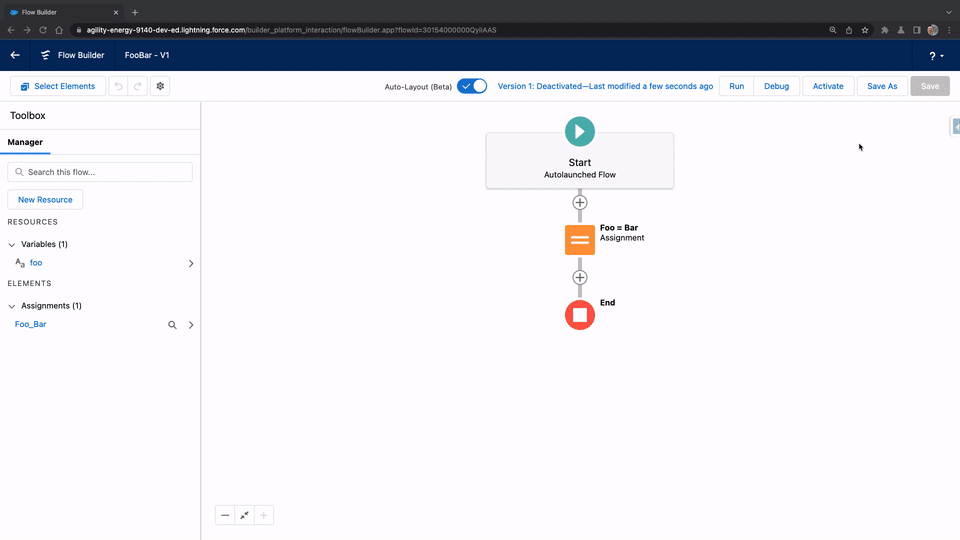 Flow Builder
agility-energy-9140-dev-ed.lightning.force.com/builder_platform_interaction/flowBuilder.app?flowId=30154000000QyIIAAS
Flow Builder FooBar - V1 ?
Select Elements Auto-Layout (Beta) Version 1: Deactivated—Last modified a few seconds ago Run Debug Activate Save As Save
Toolbox
Manager
Search this flow...
New Resource
RESOURCES
Variables (1)
Aa foo
ELEMENTS
Assignments (1)
Foo_Bar
Start
Autolaunched Flow
Foo = Bar
Assignment
End